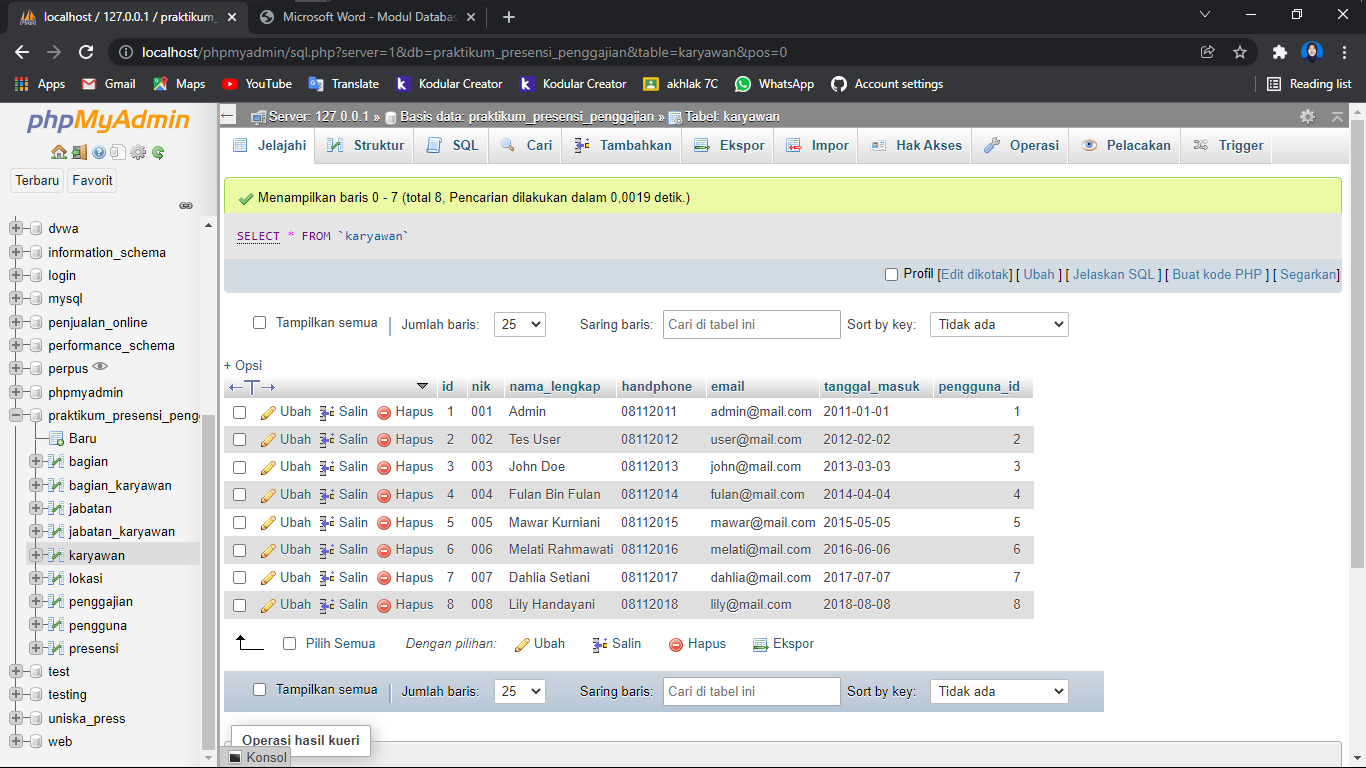 localhost / 127.0.0.1 / praktikum_
Microsoft Word - Modul Databas
localhost/phpmyadmin/sql.php?server=1&db=praktikum_presensi_penggajian&table=karyawan&pos=0
Apps Gmail Maps YouTube Translate Kodular Creator Kodular Creator akhlak 7C WhatsApp Account settings Reading list
phpMyAdmin
Terbaru Favorit
dvwa
information_schema
login
mysql
penjualan_online
performance_schema
perpus
phpmyadmin
praktikum_presensi_peng
Baru
bagian
bagian_karyawan
jabatan
jabatan_karyawan
karyawan
lokasi
penggajian
pengguna
presensi
test
testing
uniska_press
web
Server: 127.0.0.1 » Basis data: praktikum_presensi_penggajian » Tabel: karyawan
Jelajahi Struktur SQL Cari Tambahkan Ekspor Impor Hak Akses Operasi Pelacakan Trigger
Menampilkan baris 0 - 7 (total 8, Pencarian dilakukan dalam 0,0019 detik.)
SELECT * FROM `karyawan`
Profil [Edit dikotak] [ Ubah ] [ Jelaskan SQL ] [ Buat kode PHP ] [ Segarkan]
Tampilkan semua | Jumlah baris: 25 Saring baris: Cari di tabel ini Sort by key: Tidak ada
+ Opsi
←T→ id nik nama_lengkap handphone email tanggal_masuk pengguna_id
Ubah Salin Hapus 1 001 Admin 08112011 admin@mail.com 2011-01-01 1
Ubah Salin Hapus 2 002 Tes User 08112012 user@mail.com 2012-02-02 2
Ubah Salin Hapus 3 003 John Doe 08112013 john@mail.com 2013-03-03 3
Ubah Salin Hapus 4 004 Fulan Bin Fulan 08112014 fulan@mail.com 2014-04-04 4
Ubah Salin Hapus 5 005 Mawar Kurniani 08112015 mawar@mail.com 2015-05-05 5
Ubah Salin Hapus 6 006 Melati Rahmawati 08112016 melati@mail.com 2016-06-06 6
Ubah Salin Hapus 7 007 Dahlia Setiani 08112017 dahlia@mail.com 2017-07-07 7
Ubah Salin Hapus 8 008 Lily Handayani 08112018 lily@mail.com 2018-08-08 8
Pilih Semua Dengan pilihan: Ubah Salin Hapus Ekspor
Tampilkan semua | Jumlah baris: 25 Saring baris: Cari di tabel ini Sort by key: Tidak ada
Operasi hasil kueri
Konsol